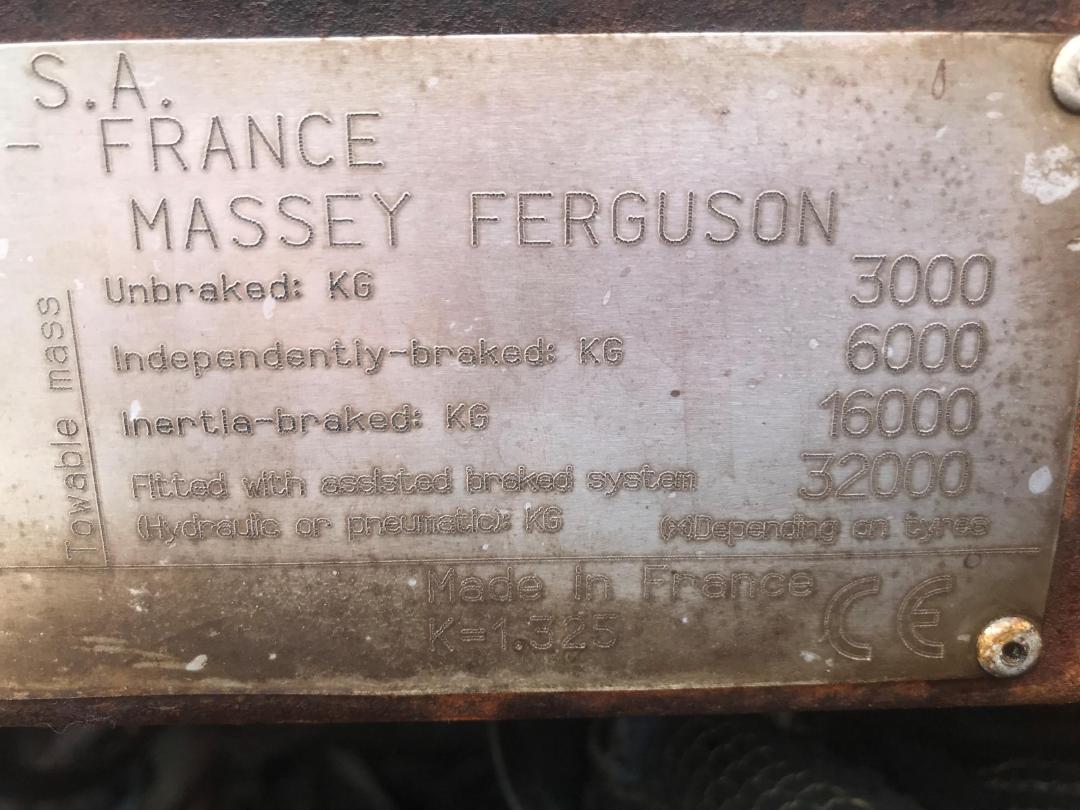 S.A.
- FRANCE
MASSEY FERGUSON
Towable mass
Unbraked: KG 3000
Independently-braked: KG 6000
Inertia-braked: KG 16000
Fitted with assisted braked system 32000
(Hydraulic or pneumatic): KG (*)Depending on tyres
Made in France
K=1.325
CE